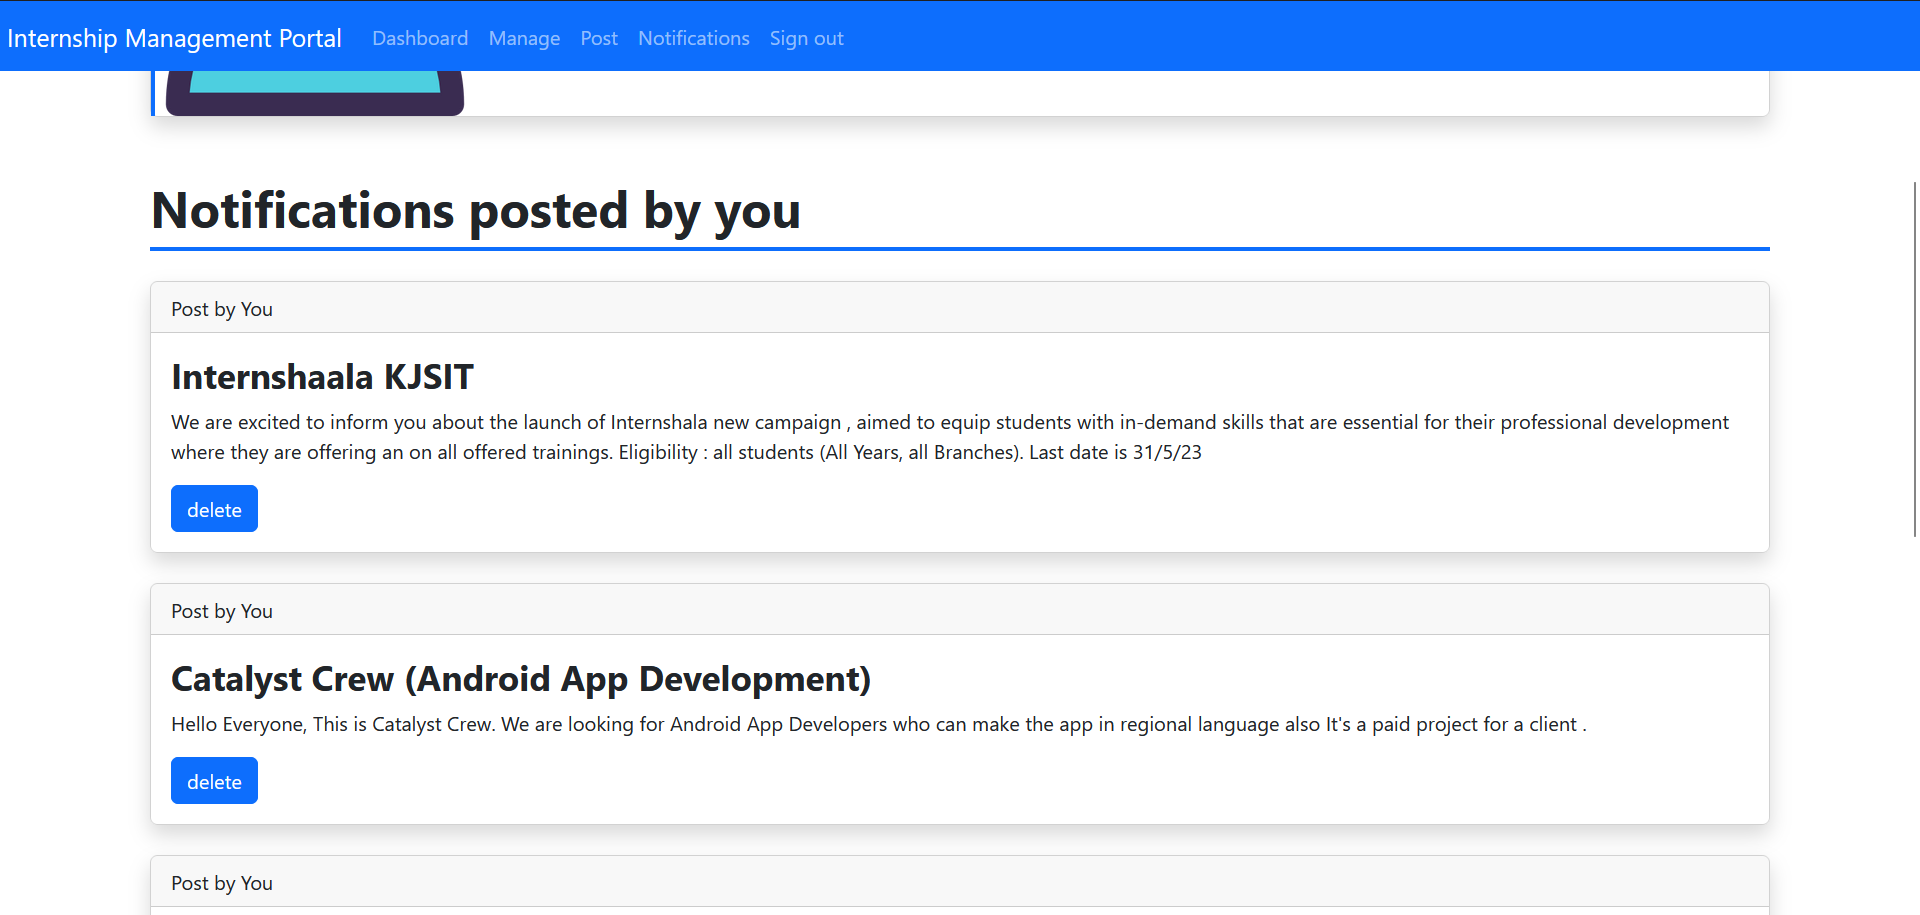 Internship Management Portal Dashboard Manage Post Notifications Sign out
Notifications posted by you
Post by You
Internshaala KJSIT
We are excited to inform you about the launch of Internshala new campaign , aimed to equip students with in-demand skills that are essential for their professional development
where they are offering an on all offered trainings. Eligibility : all students (All Years, all Branches). Last date is 31/5/23
delete
Post by You
Catalyst Crew (Android App Development)
Hello Everyone, This is Catalyst Crew. We are looking for Android App Developers who can make the app in regional language also It's a paid project for a client .
delete
Post by You